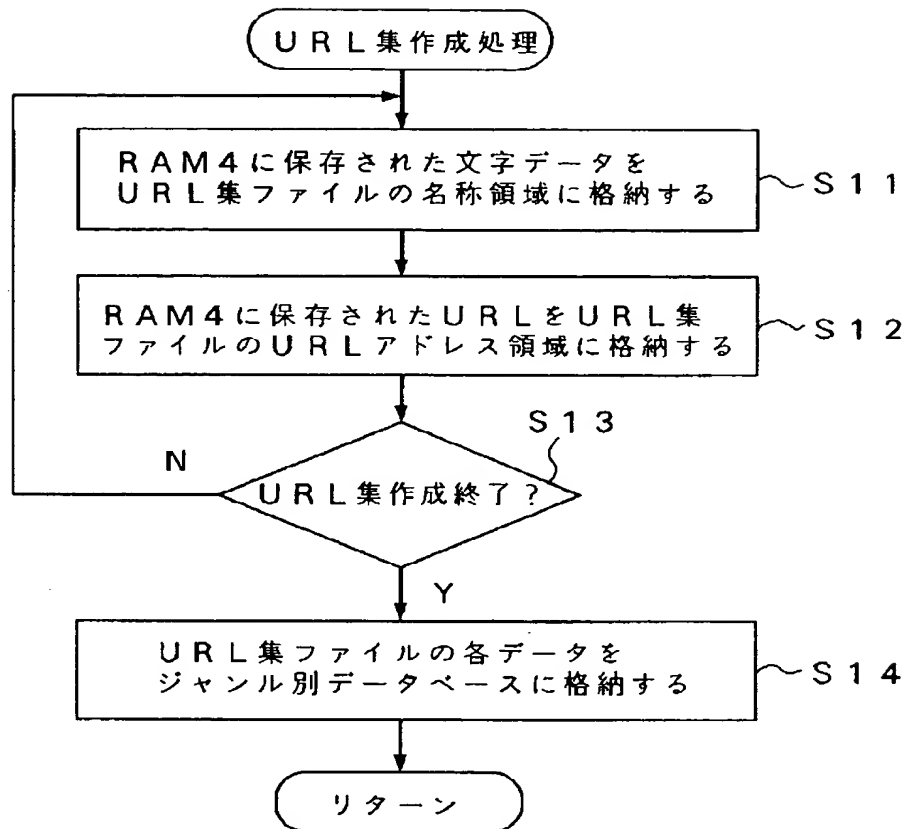 URL集作成処理
RAM4に保存された文字データを
URL集ファイルの名称領域に格納する
S11
RAM4に保存されたURLをURL集
ファイルのURLアドレス領域に格納する
S12
S13
N
URL集作成終了?
Y
URL集ファイルの各データを
ジャンル別データベースに格納する
S14
リターン